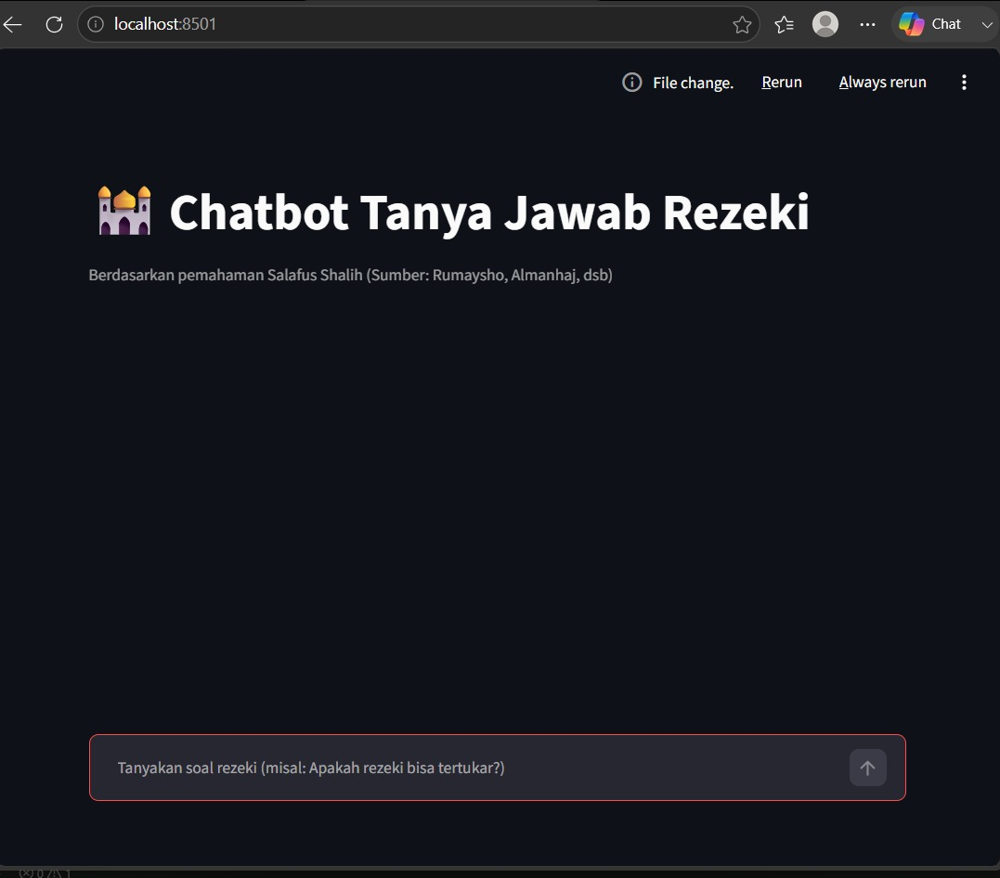 localhost:8501
Chat
File change. Rerun Always rerun
Chatbot Tanya Jawab Rezeki
Berdasarkan pemahaman Salafus Shalih (Sumber: Rumaysho, Almanhaj, dsb)
Tanyakan soal rezeki (misal: Apakah rezeki bisa tertukar?)